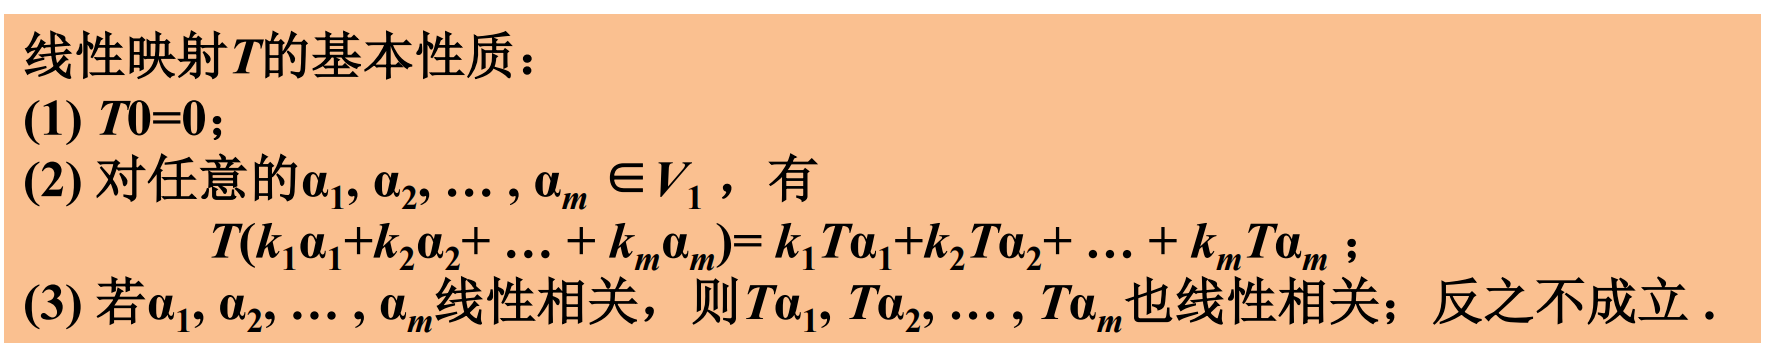 线性映射T的基本性质：
(1) T0=0；
(2) 对任意的α₁, α₂, … , αₘ ∈V₁ ，有
T(k₁α₁+k₂α₂+ … + kₘαₘ)= k₁Tα₁+k₂Tα₂+ … + kₘTαₘ ；
(3) 若α₁, α₂, … , αₘ线性相关，则Tα₁, Tα₂, … , Tαₘ也线性相关；反之不成立 .